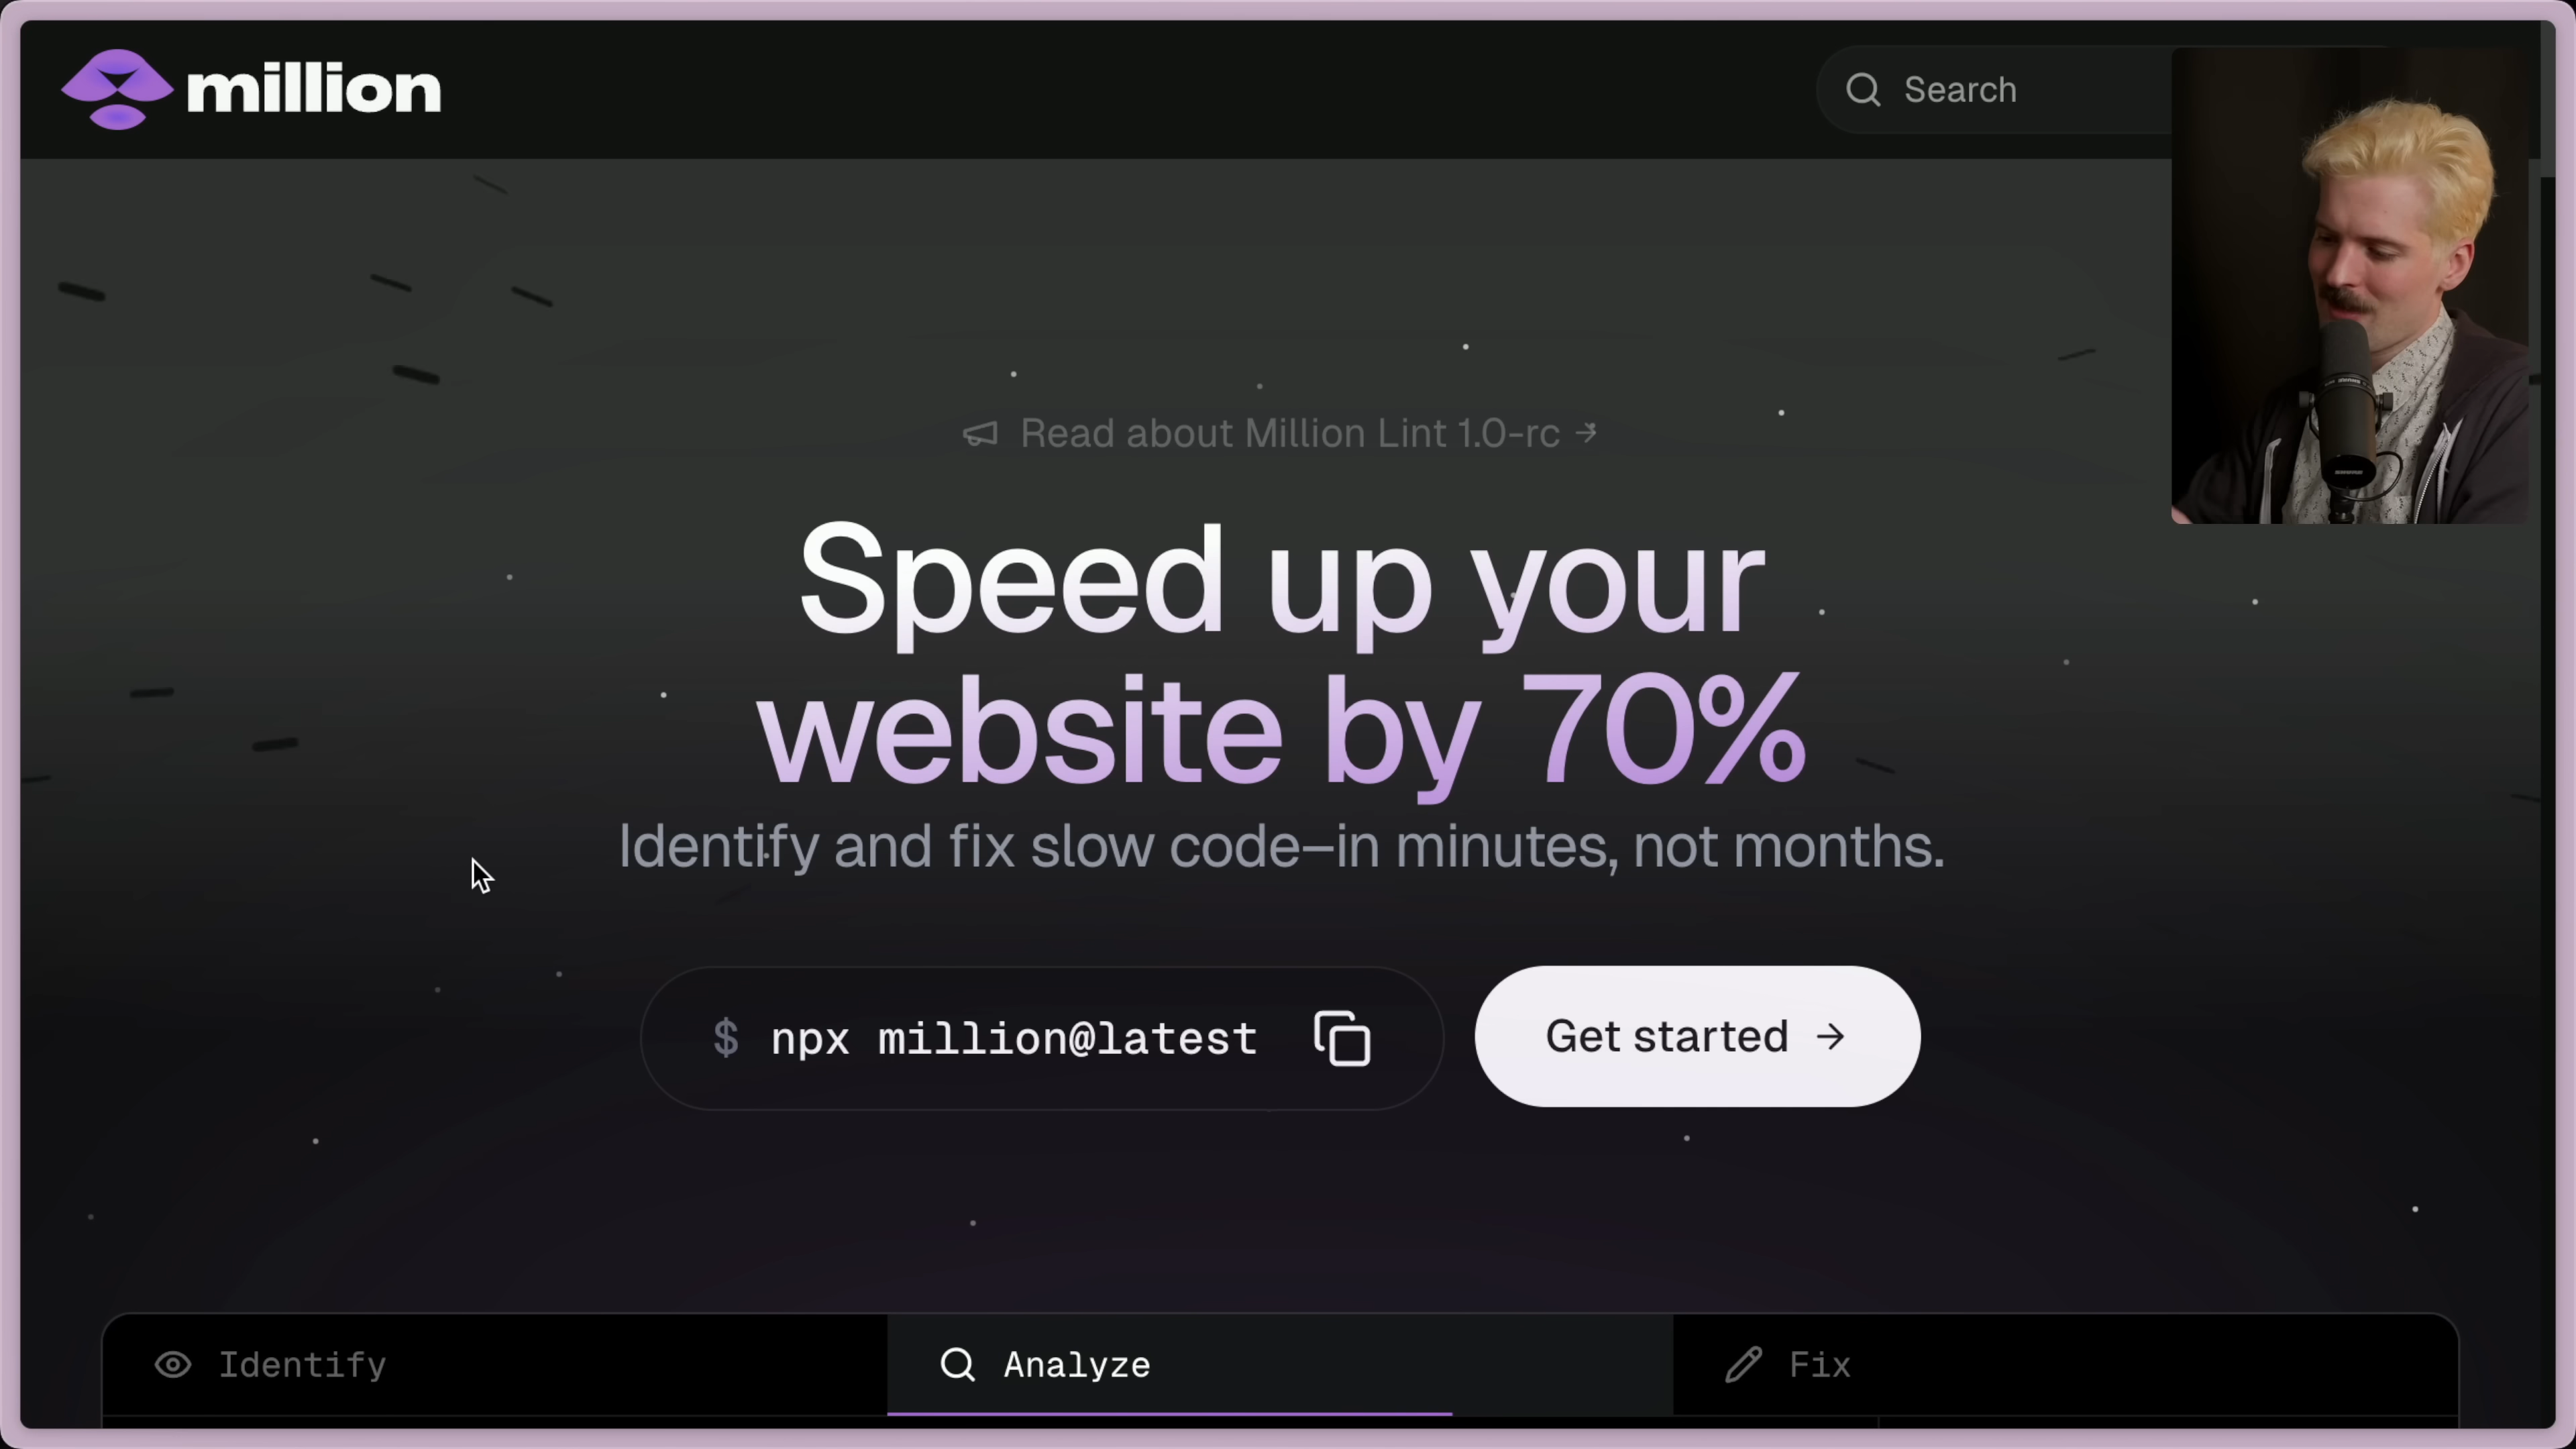 million
Search
Read about Million Lint 1.0-rc →
Speed up your
website by 70%
Identify and fix slow code—in minutes, not months.
$ npx million@latest
Get started →
Identify
Analyze
Fix